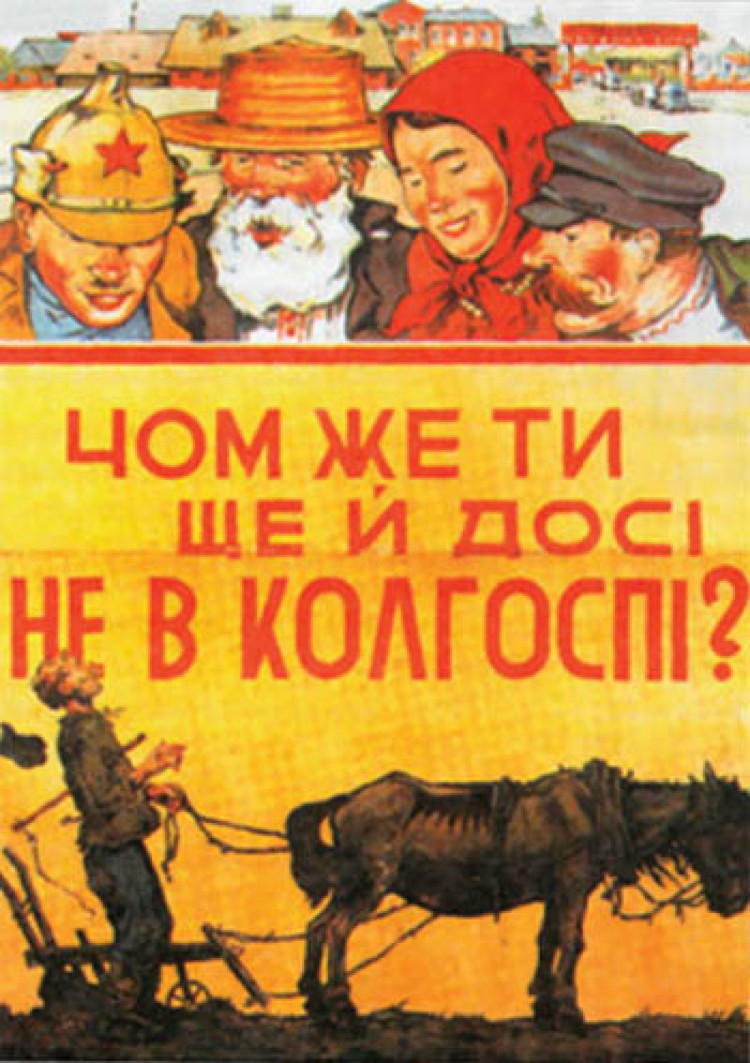 ЧОМ ЖЕ ТИ
ЩЕ Й ДОСІ
НЕ В КОЛГОСПІ?